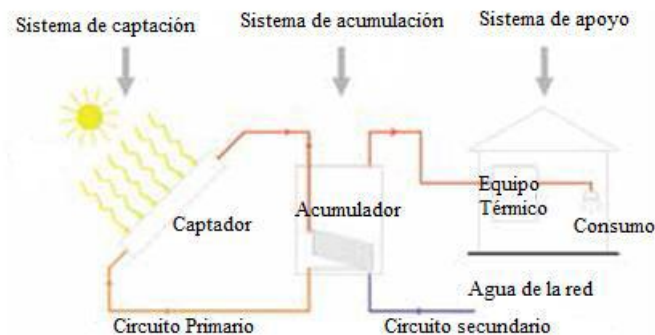 Sistema de captación
Sistema de acumulación
Sistema de apoyo
Captador
Acumulador
Equipo
Térmico
Consumo
Agua de la red
Circuito Primario
Circuito secundario